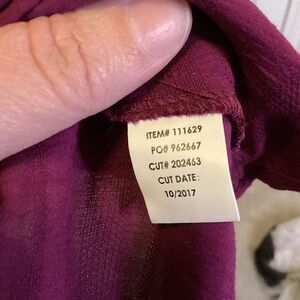 ITEM# 111629
PO# 962667
CUT# 202463
CUT DATE:
10/2017